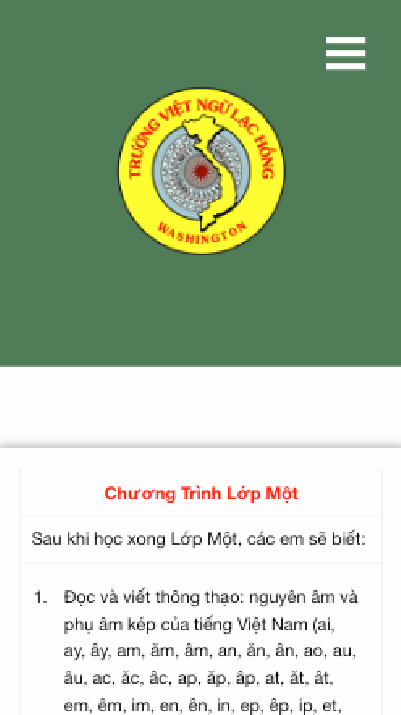 TRƯỜNG VIỆT NGỮ LẠC HỒNG
WASHINGTON
Chương Trình Lớp Một
Sau khi học xong Lớp Một, các em sẽ biết:
1. Đọc và viết thông thạo: nguyên âm và
phụ âm kép của tiếng Việt Nam (ai,
ay, ây, am, ăm, âm, an, ăn, ân, ao, au,
âu, ac, ăc, âc, ap, ăp, âp, at, ăt, ât,
em, êm, im, en, ên, in, ep, êp, ip, et,